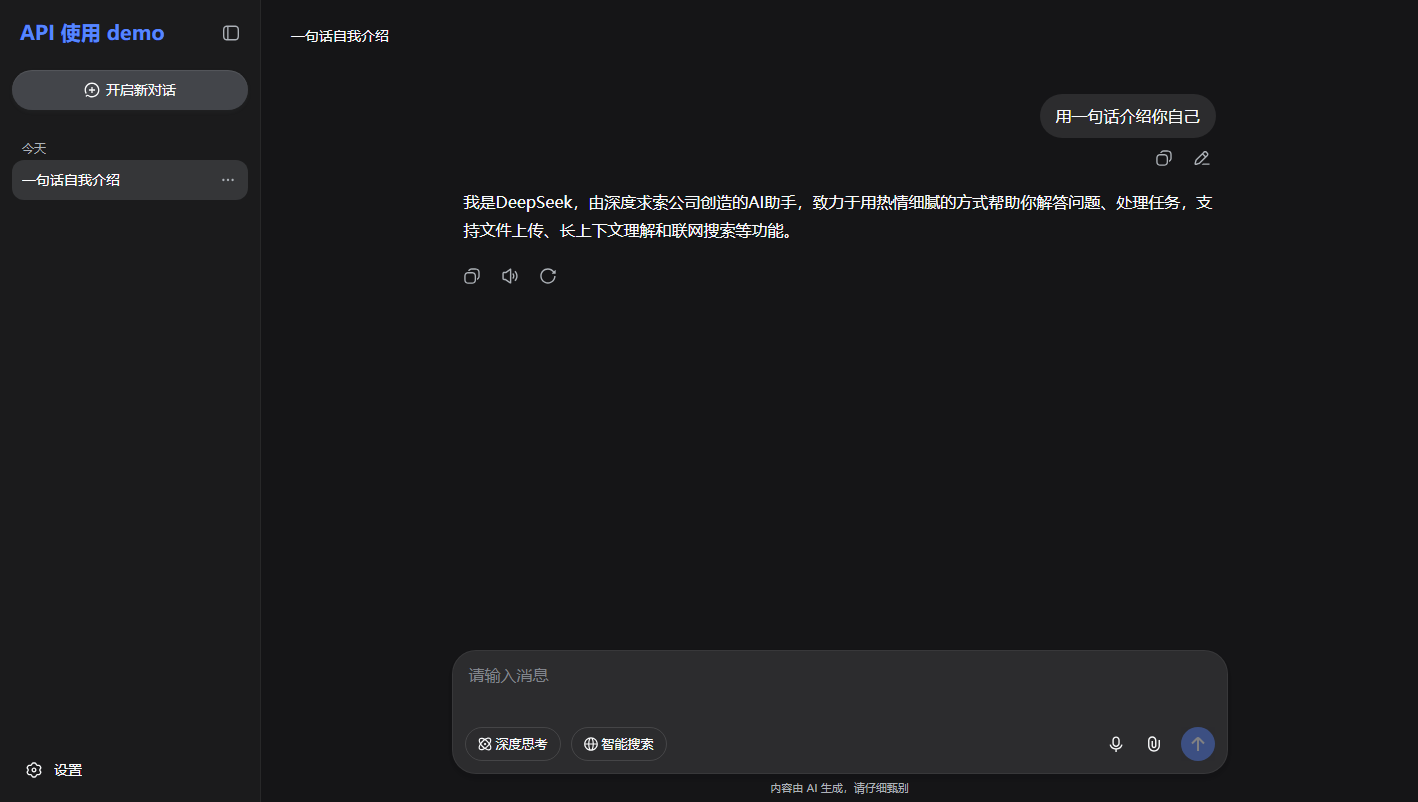 API 使用 demo
开启新对话
今天
一句话自我介绍
设置
一句话自我介绍
用一句话介绍你自己
我是DeepSeek，由深度求索公司创造的AI助手，致力于用热情细腻的方式帮助你解答问题、处理任务，支
持文件上传、长上下文理解和联网搜索等功能。
请输入消息
深度思考
智能搜索
内容由 AI 生成，请仔细甄别